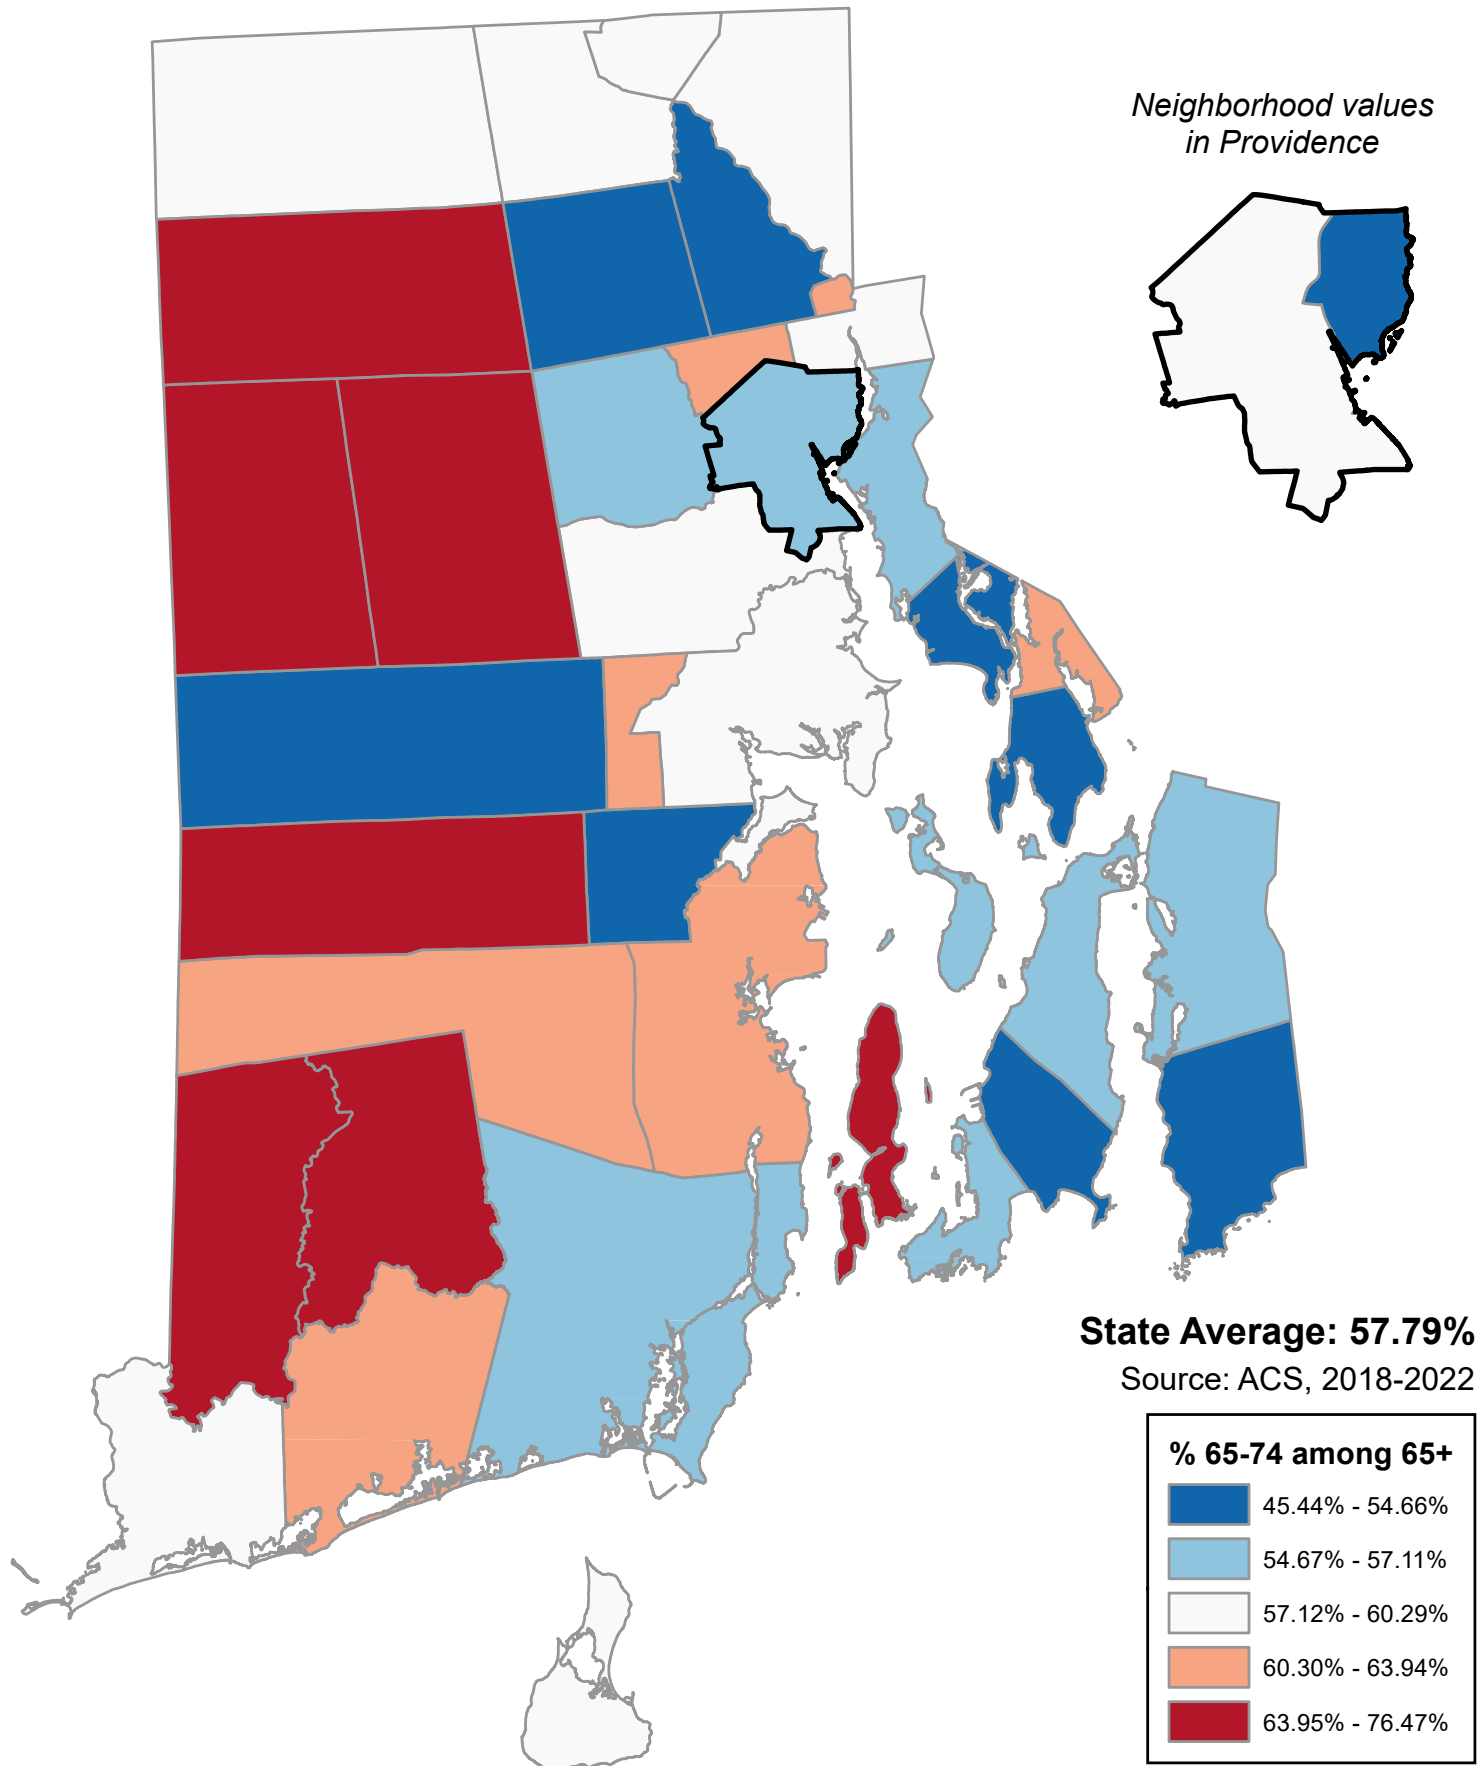 Neighborhood values
in Providence
State Average: 57.79%
Source: ACS, 2018-2022
% 65-74 among 65+
45.44% - 54.66%
54.67% - 57.11%
57.12% - 60.29%
60.30% - 63.94%
63.95% - 76.47%